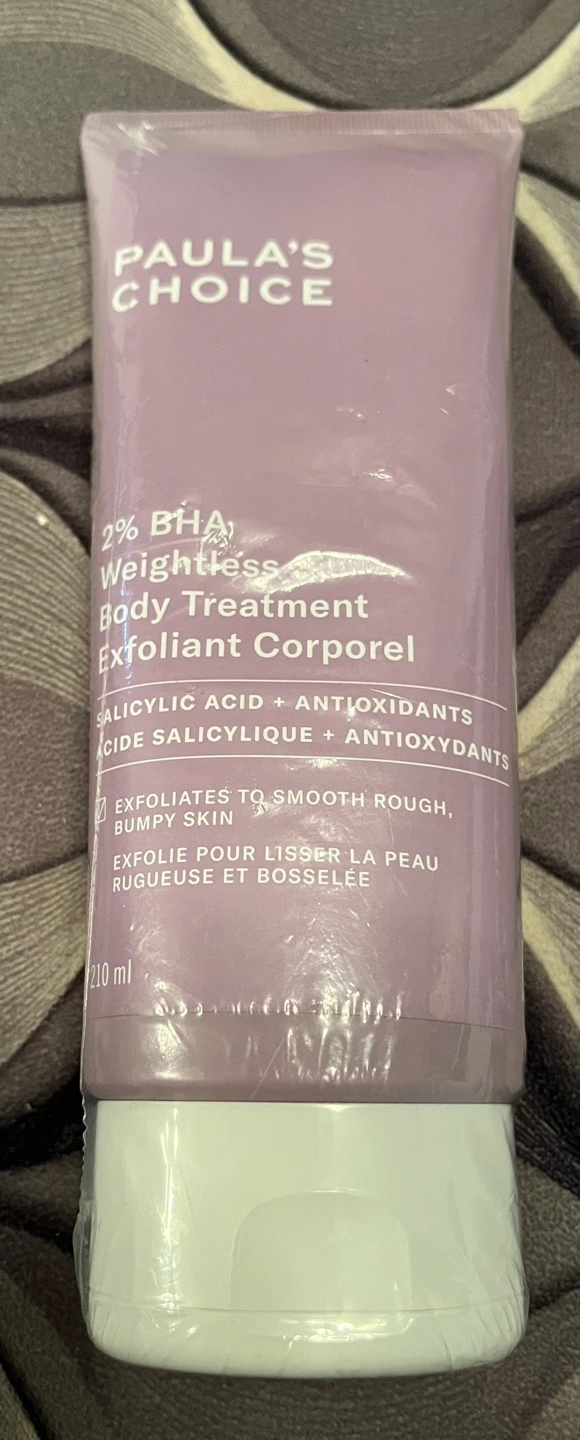 PAULA'S
CHOICE
2% BHA
Weightless
Body Treatment
Exfoliant Corporel
SALICYLIC ACID + ANTIOXIDANTS
ACIDE SALICYLIQUE + ANTIOXYDANTS
EXFOLIATES TO SMOOTH ROUGH,
BUMPY SKIN
EXFOLIE POUR LISSER LA PEAU
RUGUEUSE ET BOSSELÉE
210 ml